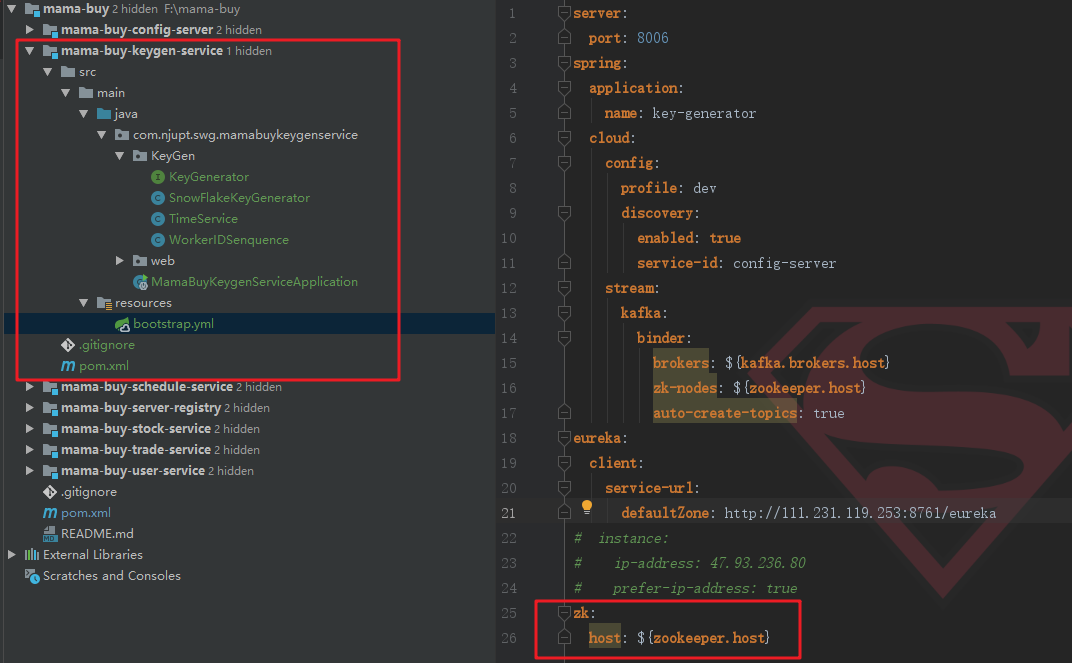 mama-buy 2 hidden F:\mama-buy
mama-buy-config-server 2 hidden
mama-buy-keygen-service 1 hidden
src
main
java
com.njupt.swg.mamabuykeygenservice
KeyGen
KeyGenerator
SnowFlakeKeyGenerator
TimeService
WorkerIDSenquence
web
MamaBuyKeygenServiceApplication
resources
bootstrap.yml
.gitignore
pom.xml
mama-buy-schedule-service 2 hidden
mama-buy-server-registry 2 hidden
mama-buy-stock-service 2 hidden
mama-buy-trade-service 2 hidden
mama-buy-user-service 2 hidden
.gitignore
pom.xml
README.md
External Libraries
Scratches and Consoles
1 server:
2 port: 8006
3 spring:
4 application:
5 name: key-generator
6 cloud:
7 config:
8 profile: dev
9 discovery:
10 enabled: true
11 service-id: config-server
12 stream:
13 kafka:
14 binder:
15 brokers: ${kafka.brokers.host}
16 zk-nodes: ${zookeeper.host}
17 auto-create-topics: true
18 eureka:
19 client:
20 service-url:
21 defaultZone: http://111.231.119.253:8761/eureka
22 # instance:
23 # ip-address: 47.93.236.80
24 # prefer-ip-address: true
25 zk:
26 host: ${zookeeper.host}